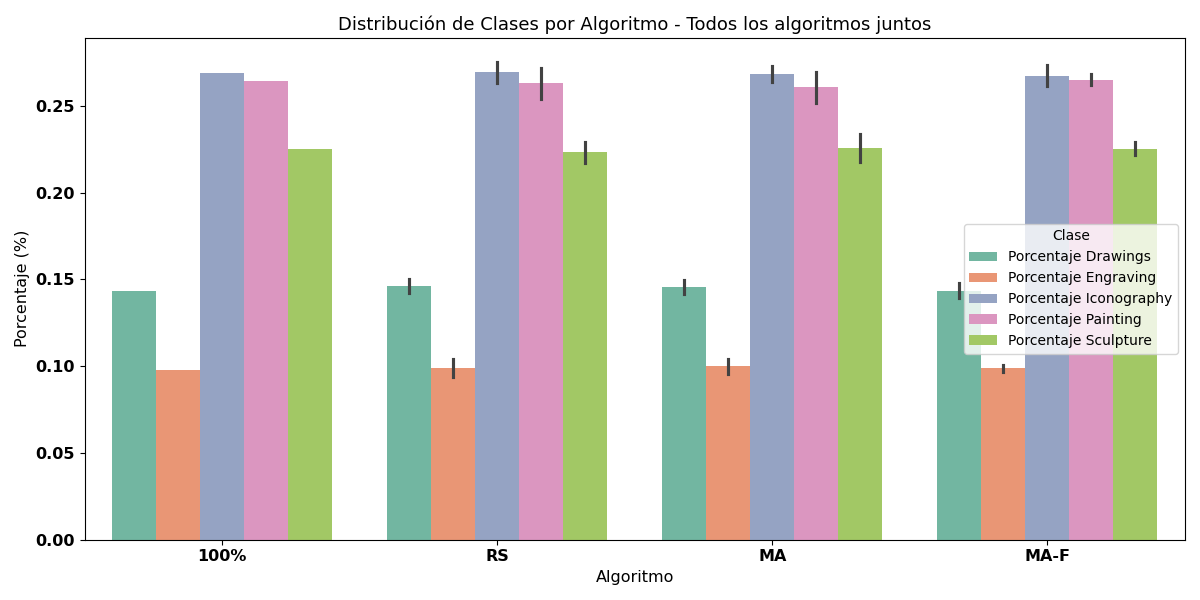 Distribución de Clases por Algoritmo - Todos los algoritmos juntos
Porcentaje (%)
0.25
0.20
0.15
0.10
0.05
0.00
Clase
Porcentaje Drawings
Porcentaje Engraving
Porcentaje Iconography
Porcentaje Painting
Porcentaje Sculpture
100%
RS
MA
MA-F
Algoritmo